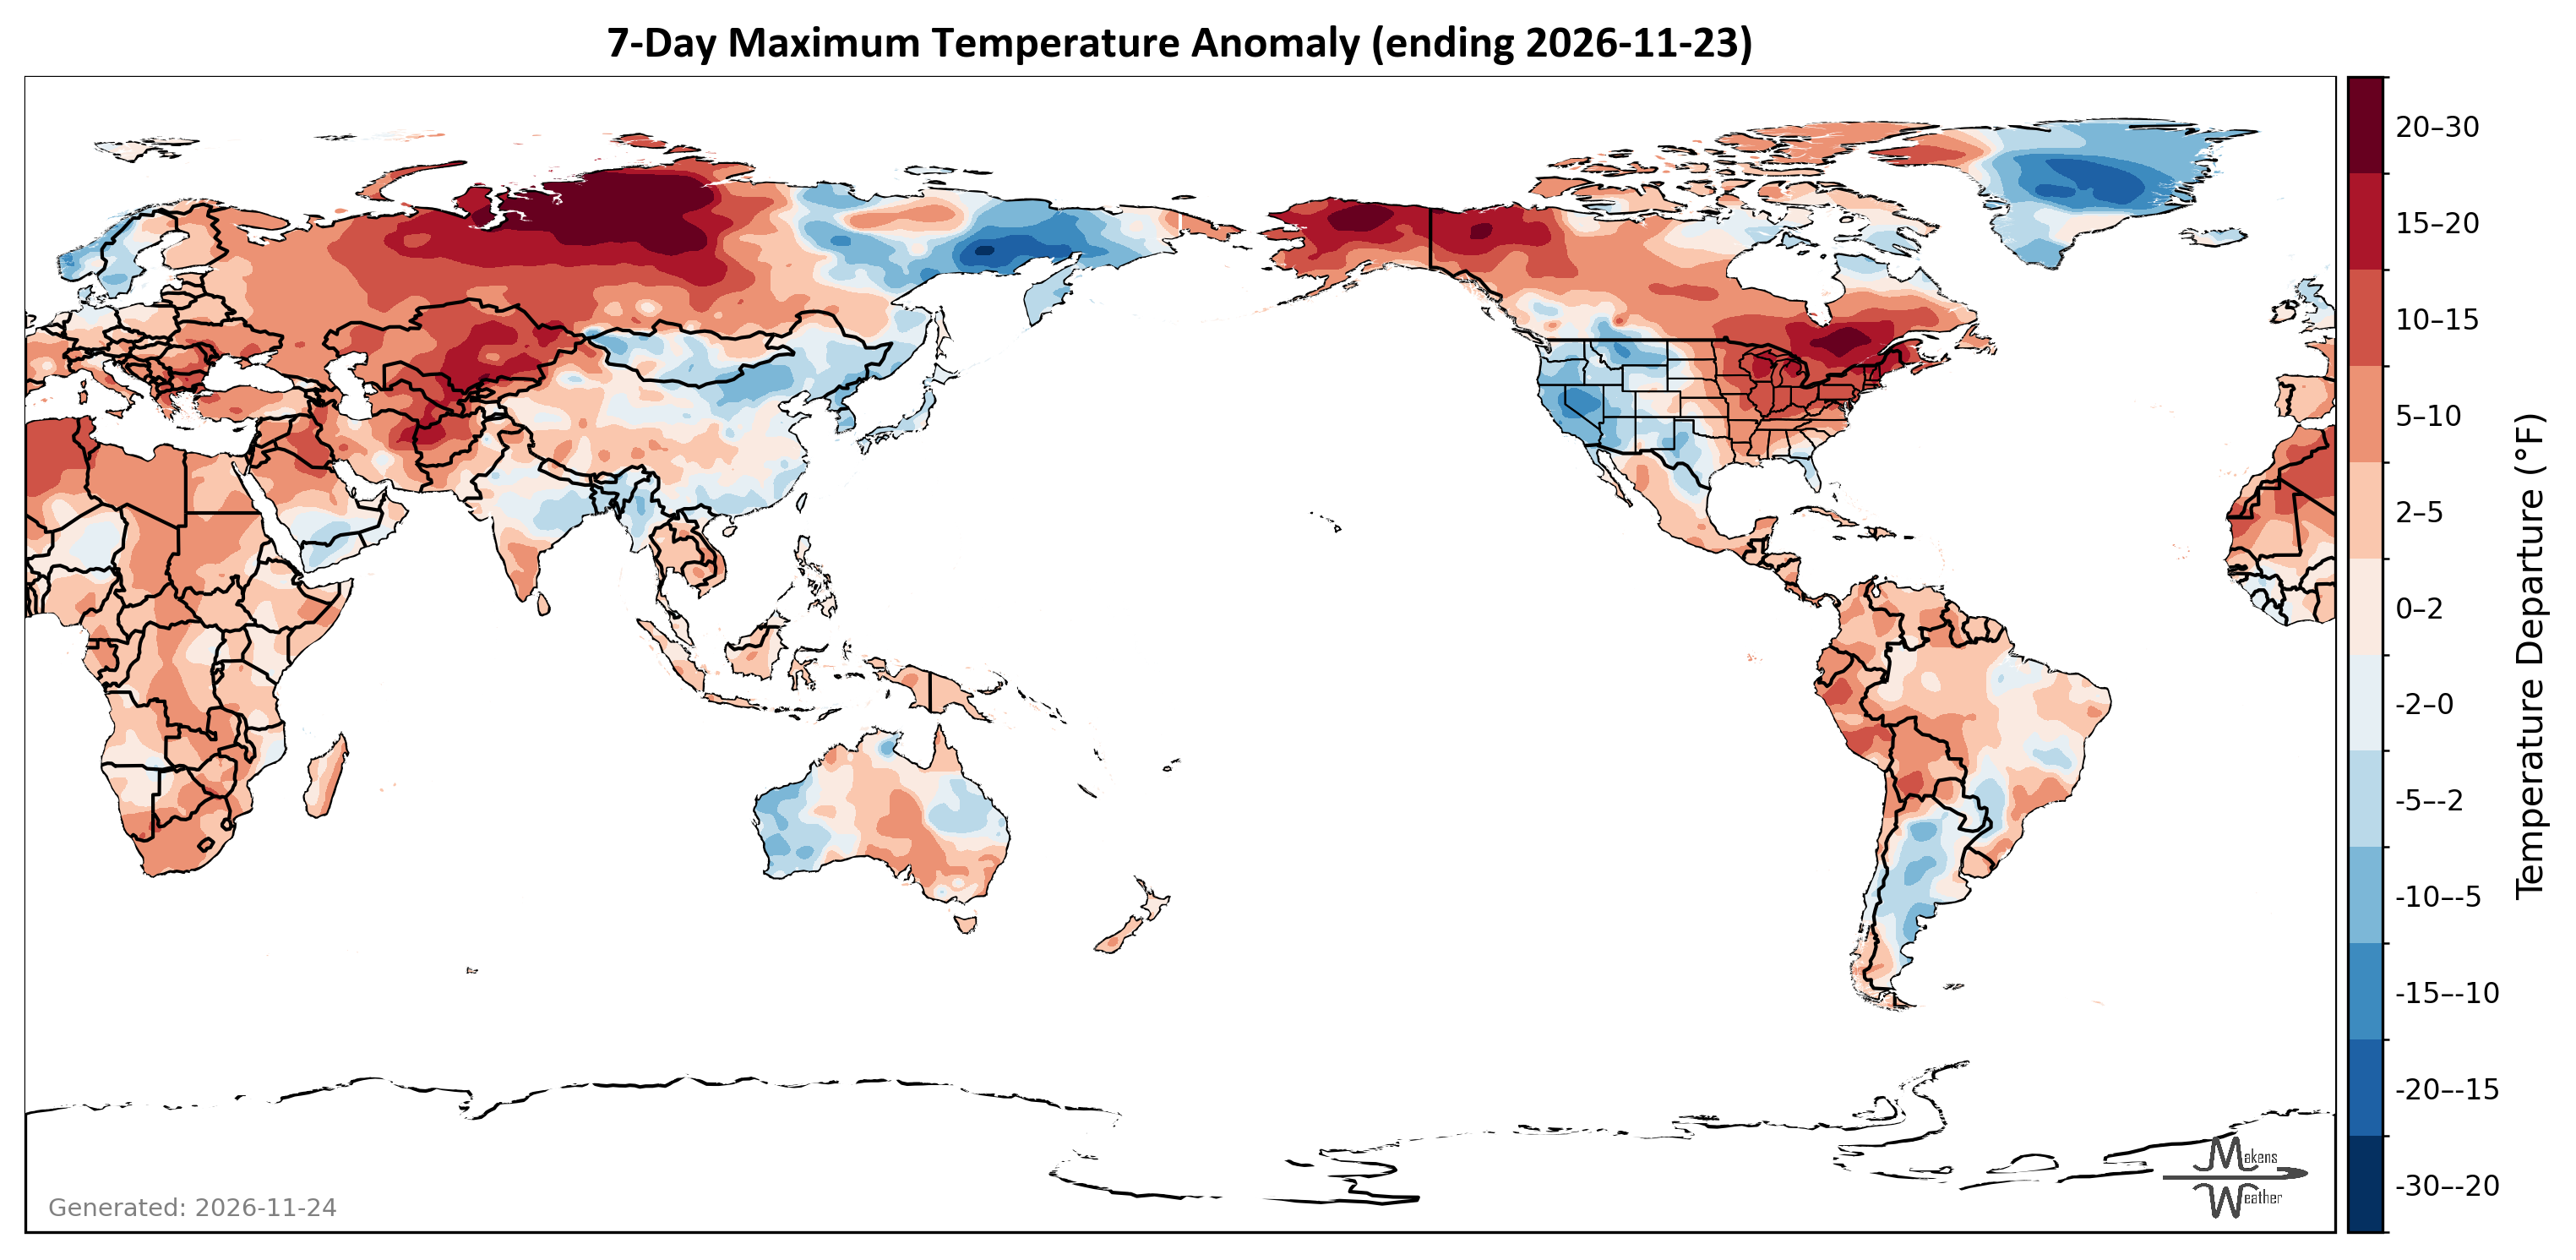 7-Day Maximum Temperature Anomaly (ending 2026-11-23)
20–30
15–20
10–15
5–10
2–5
0–2
-2–0
-5–-2
-10–-5
-15–-10
-20–-15
-30–-20
Temperature Departure (°F)
Generated: 2026-11-24
Makens
Weather